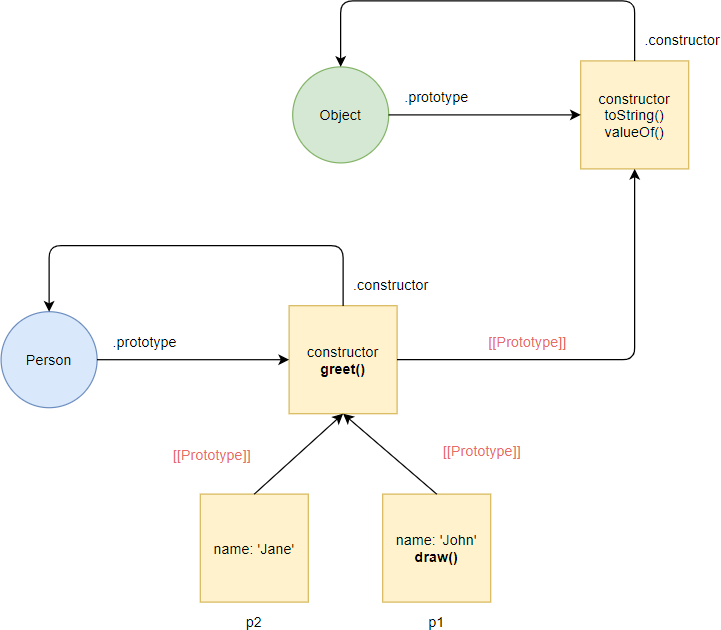 .constructor
Object
.prototype
constructor
toString()
valueOf()
.constructor
Person
.prototype
constructor
greet()
[[Prototype]]
[[Prototype]]
[[Prototype]]
name: 'Jane'
name: 'John'
draw()
p2
p1